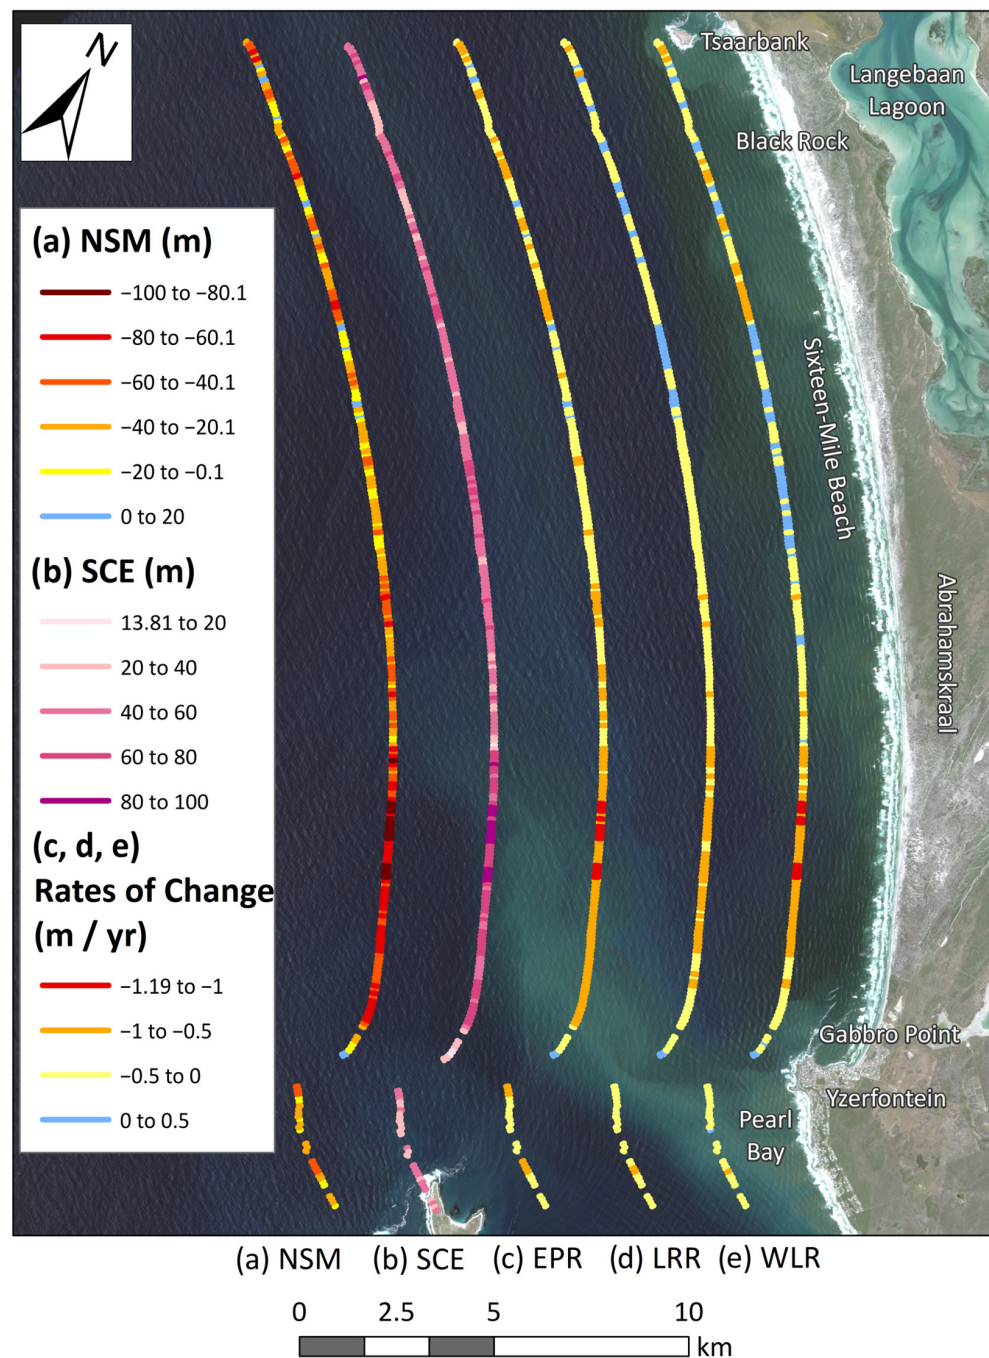 N
Tsaarbank
Langebaan
Lagoon
Black Rock
Sixteen-Mile Beach
Abrahamskraal
Gabbro Point
Yzerfontein
Pearl
Bay
(a) NSM (m)
−100 to −80.1
−80 to −60.1
−60 to −40.1
−40 to −20.1
−20 to −0.1
0 to 20
(b) SCE (m)
13.81 to 20
20 to 40
40 to 60
60 to 80
80 to 100
(c, d, e)
Rates of Change
(m / yr)
−1.19 to −1
−1 to −0.5
−0.5 to 0
0 to 0.5
(a) NSM (b) SCE (c) EPR (d) LRR (e) WLR
0 2.5 5 10
km